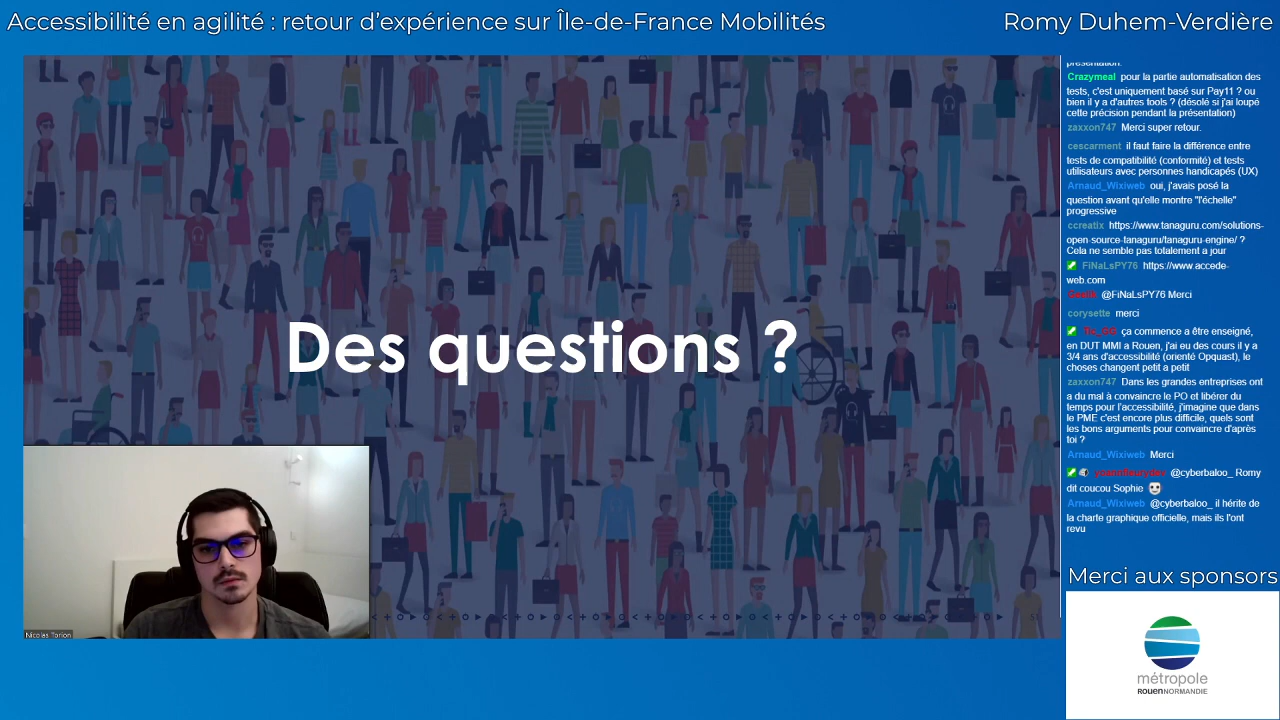 Accessibilité en agilité : retour d’expérience sur Île-de-France Mobilités
Romy Duhem-Verdière
Des questions ?
51
Nicolas Torion
présentation.
Crazymeal pour la partie automatisation des
tests, c'est uniquement basé sur Pay11 ? ou
bien il y a d'autres tools ? (désolé si j'ai loupé
cette précision pendant la présentation)
zaxxon747 Merci super retour.
cescarment il faut faire la différence entre
tests de compatibilité (conformité) et tests
utilisateurs avec personnes handicapés (UX)
Arnaud_Wixiweb oui, j'avais posé la
question avant qu'elle montre "l'échelle"
progressive
ccreatix https://www.tanaguru.com/solutions-
open-source-tanaguru/tanaguru-engine/ ?
Cela ne semble pas totalement a jour
FiNaLsPY76 https://www.accede-
web.com
@FiNaLsPY76 Merci
corysette merci
ça commence a être enseigné,
en DUT MMI a Rouen, j'ai eu des cours il y a
3/4 ans d'accessibilité (orienté Opquast), le
choses changent petit a petit
zaxxon747 Dans les grandes entreprises ont
a du mal à convaincre le PO et libérer du
temps pour l'accessibilité, j'imagine que dans
le PME c'est encore plus difficile, quels sont
les bons arguments pour convaincre d'après
toi ?
Arnaud_Wixiweb Merci
@cyberbaloo_ Romy
dit coucou Sophie
Arnaud_Wixiweb @cyberbaloo_ il hérite de
la charte graphique officielle, mais ils l'ont
revu
Merci aux sponsors
métropole
ROUENNORMANDIE